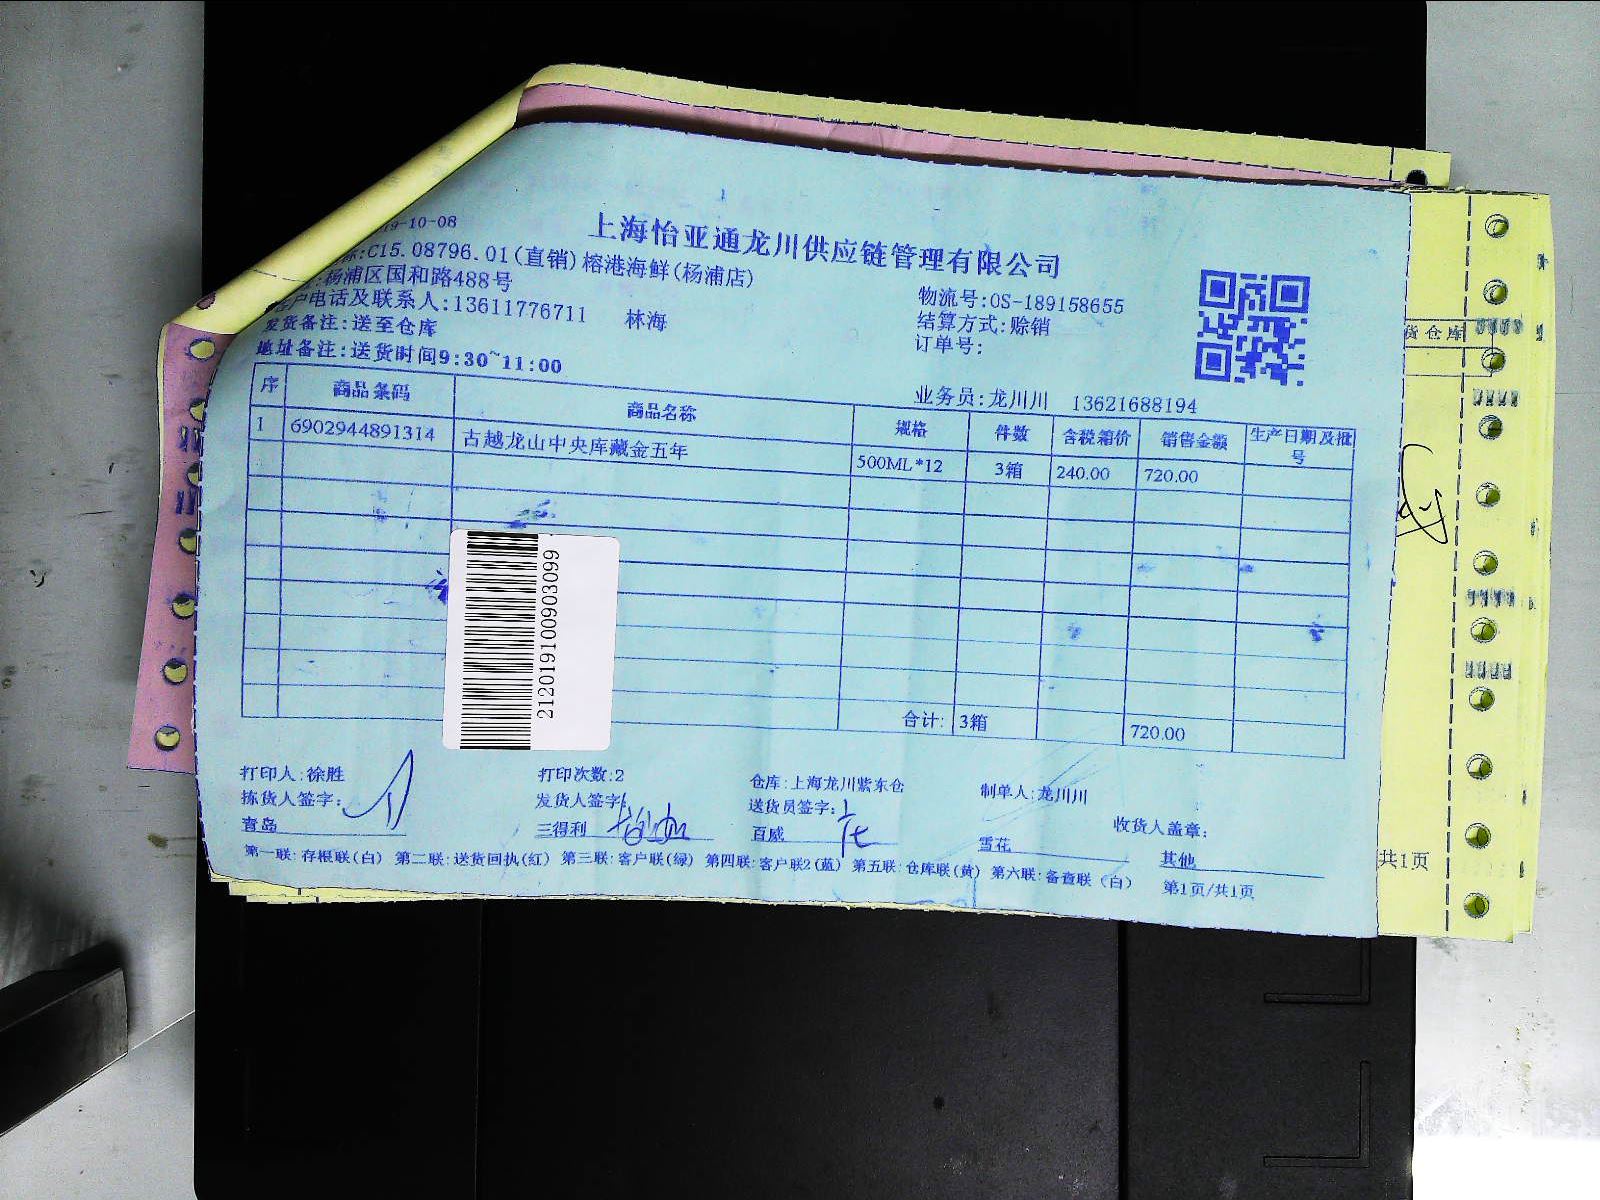 19-10-08
上海怡亚通龙川供应链管理有限公司
称:C15.08796.01(直销)榕港海鲜(杨浦店)
:杨浦区国和路488号
客户电话及联系人:13611776711 林海
发货备注:送至仓库
地址备注:送货时间9:30~11:00
物流号:OS-189158655
结算方式:赊销
订单号:
业务员:龙川川 13621688194
序 商品条码 商品名称 规格 件数 含税箱价 销售金额 生产日期及批号
1 6902944891314 古越龙山中央库藏金五年 500ML*12 3箱 240.00 720.00
合计: 3箱 720.00
2120191600903099
打印人:徐胜 打印次数:2 仓库:上海龙川紫东仓 制单人:龙川川
拣货人签字: 发货人签字: 送货员签字: 收货人盖章:
青岛 三得利 百威 雪花 其他
第一联:存根联(白) 第二联:送货回执(红) 第三联:客户联(绿) 第四联:客户联2(蓝) 第五联:仓库联(黄) 第六联:备查联(白) 第1页/共1页
货仓库
共1页